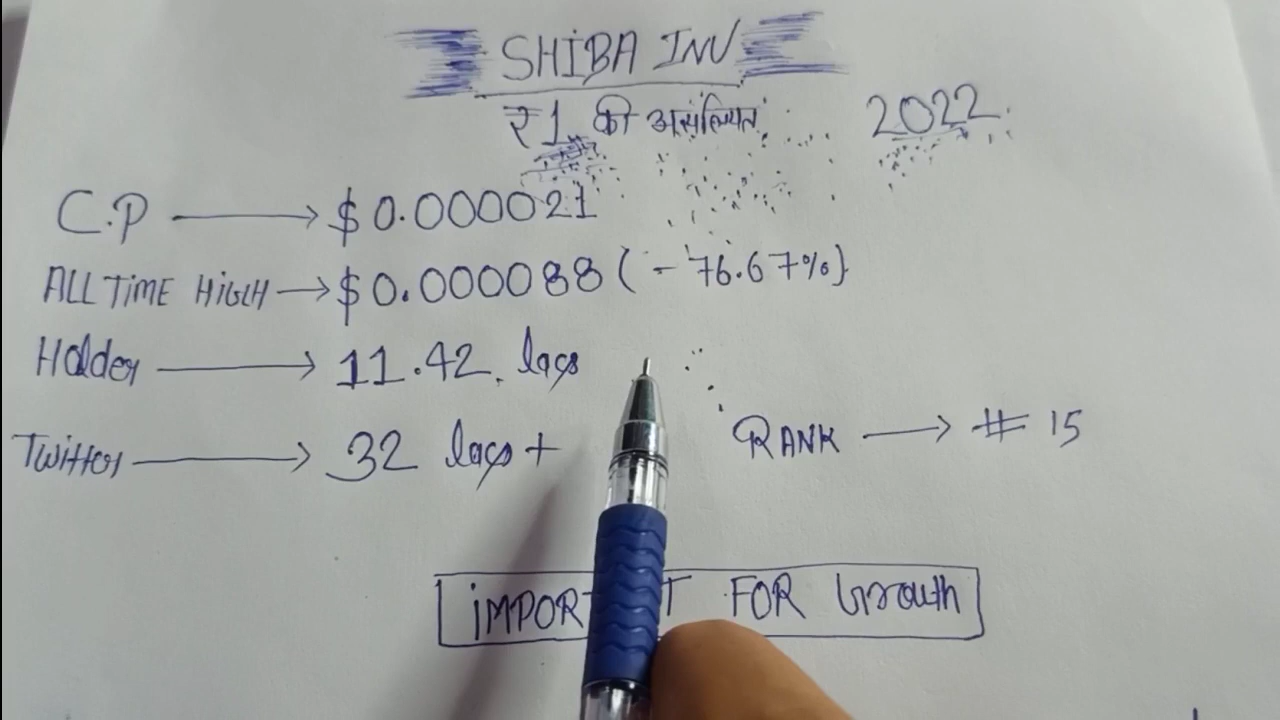 SHIBA INU
₹1 की असलियत 2022
C.P → $0.000021
ALL TIME HIGH → $0.000088 (-76.67%)
Holder → 11.42 lacs
Twitter → 32 lacs +
RANK → # 15
FOR Growth